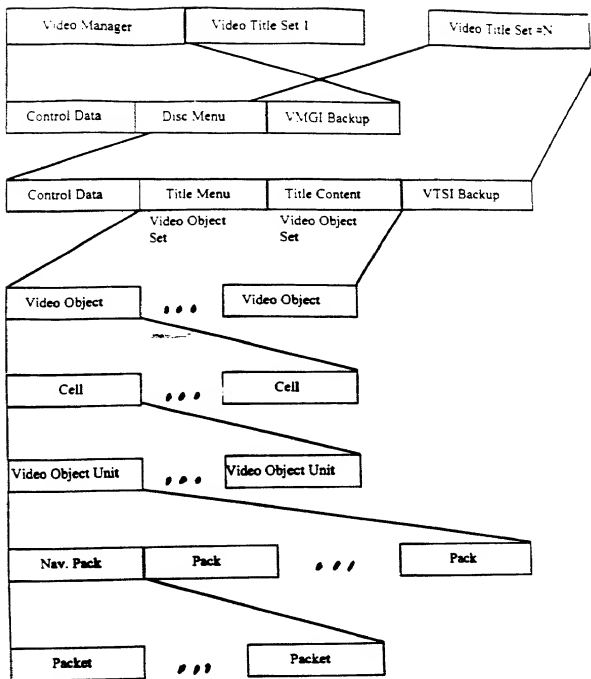 Video Manager Video Title Set 1 Video Title Set =N
Control Data Disc Menu VMGI Backup
Control Data Title Menu Title Content VTSI Backup
Video Object Video Object
Set Set
Video Object ... Video Object
Cell ... Cell
Video Object Unit ... Video Object Unit
Nav. Pack Pack ... Pack
Packet ... Packet